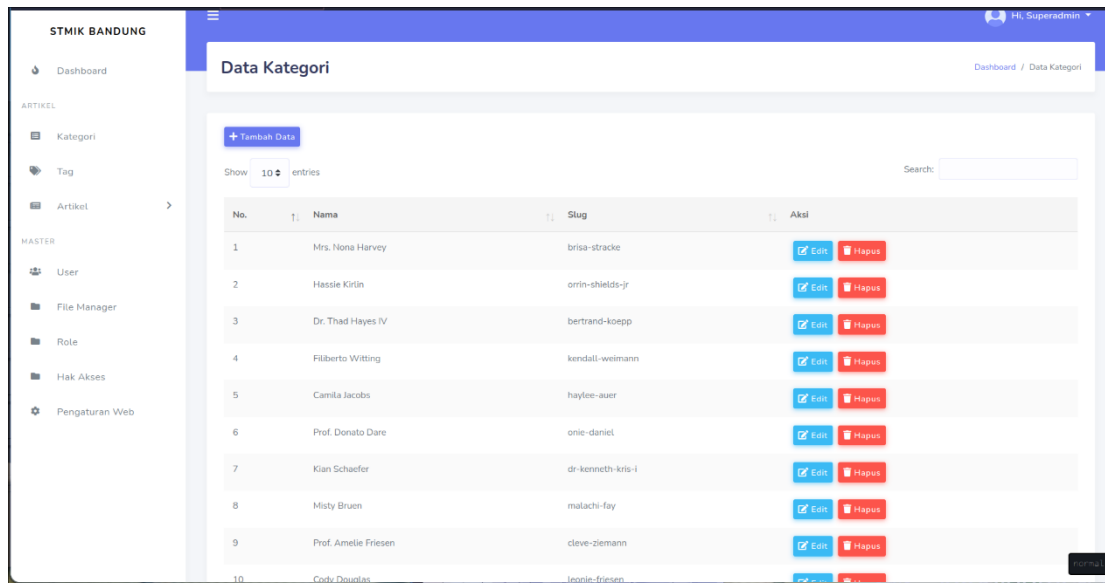 STMIK BANDUNG
Hi, Superadmin
Dashboard
Data Kategori
Dashboard / Data Kategori
ARTIKEL
Kategori
Tag
Artikel
MASTER
User
File Manager
Role
Hak Akses
Pengaturan Web
+ Tambah Data
Show 10 entries
Search:
No. Nama Slug Aksi
1 Mrs. Nona Harvey brisa-stracke Edit Hapus
2 Hassie Kirlin orrin-shields-jr Edit Hapus
3 Dr. Thad Hayes IV bertrand-koepp Edit Hapus
4 Filiberto Witting kendall-weimann Edit Hapus
5 Camila Jacobs haylee-auer Edit Hapus
6 Prof. Donato Dare onie-daniel Edit Hapus
7 Kian Schaefer dr-kenneth-kris-i Edit Hapus
8 Misty Bruen malachi-fay Edit Hapus
9 Prof. Amelie Friesen cleve-ziemann Edit Hapus
10 Cody Douglas leonie-friesen
normal